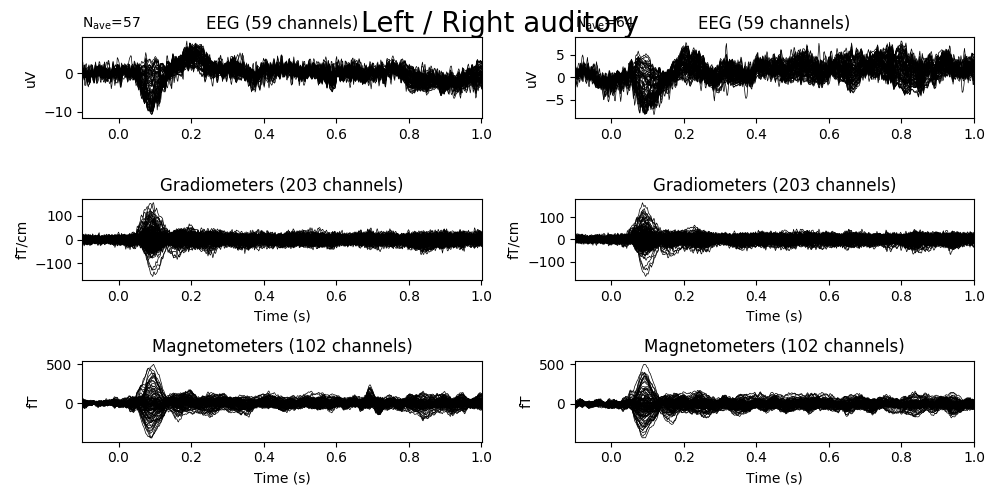 Left / Right auditory
Nave=57 EEG (59 channels)
uV
0
−10
0.0 0.2 0.4 0.6 0.8 1.0
Nave=64 EEG (59 channels)
uV
5
0
−5
0.0 0.2 0.4 0.6 0.8 1.0
Gradiometers (203 channels)
fT/cm
100
0
−100
0.0 0.2 0.4 0.6 0.8 1.0
Time (s)
Gradiometers (203 channels)
fT/cm
100
0
−100
0.0 0.2 0.4 0.6 0.8 1.0
Time (s)
Magnetometers (102 channels)
fT
500
0
0.0 0.2 0.4 0.6 0.8 1.0
Time (s)
Magnetometers (102 channels)
fT
500
0
0.0 0.2 0.4 0.6 0.8 1.0
Time (s)